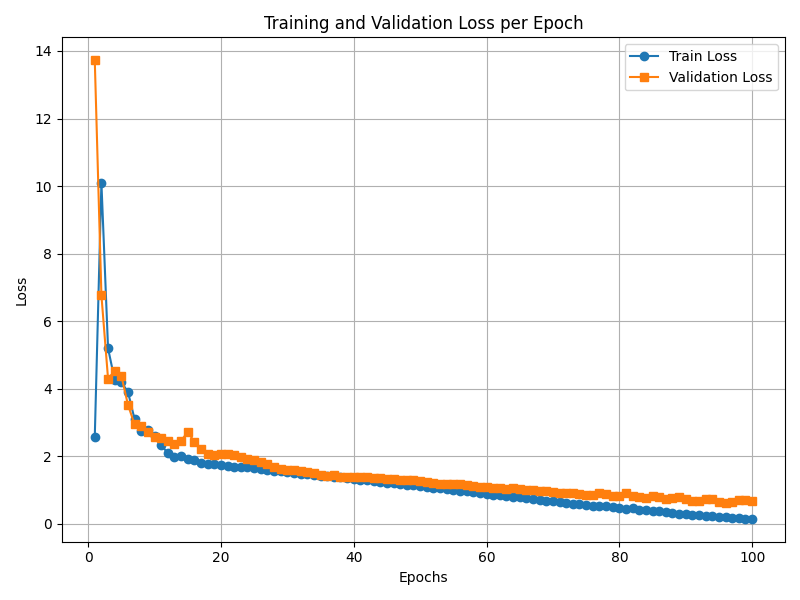 Training and Validation Loss per Epoch
Train Loss
Validation Loss
14
12
10
8
6
4
2
0
Loss
0 20 40 60 80 100
Epochs